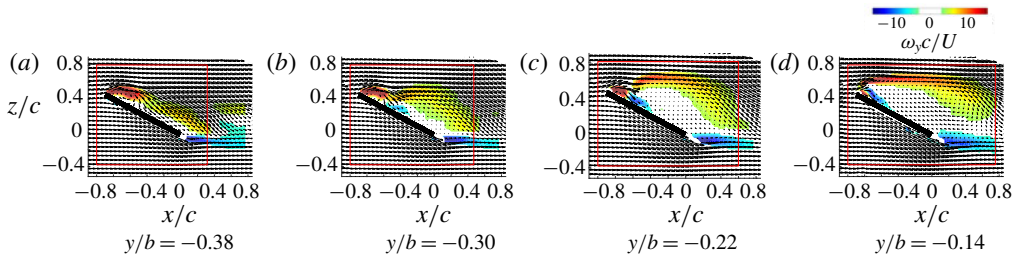 −10 0 10
ω_y c/U
(a) (b) (c) (d)
0.8 0.8 0.8 0.8
z/c 0.4 0.4 0.4 0.4
0 0 0 0
−0.4 −0.4 −0.4 −0.4
−0.8 −0.4 0 0.4 0.8 −0.8 −0.4 0 0.4 0.8 −0.8 −0.4 0 0.4 0.8 −0.8 −0.4 0 0.4 0.8
x/c x/c x/c x/c
y/b = −0.38 y/b = −0.30 y/b = −0.22 y/b = −0.14